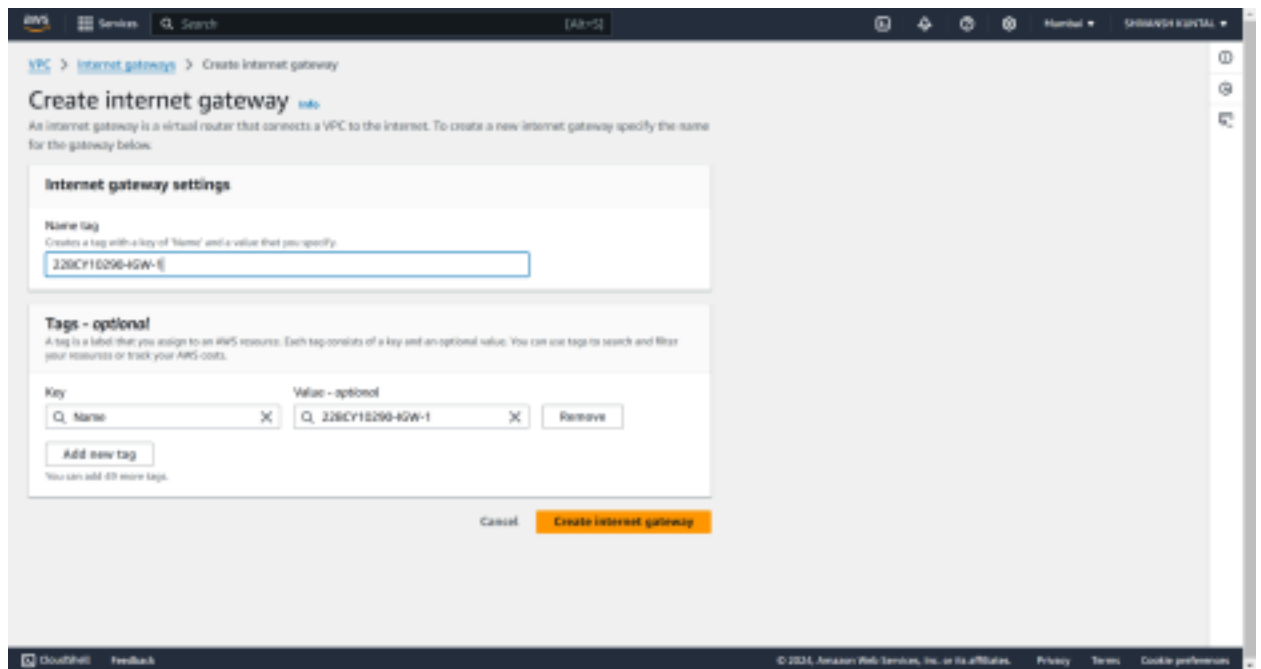 aws Services Search [Alt+S] Mumbai SHIVANSH KUNTAL
VPC > Internet gateways > Create internet gateway
Create internet gateway Info
An internet gateway is a virtual router that connects a VPC to the internet. To create a new internet gateway specify the name
for the gateway below.
Internet gateway settings
Name tag
Creates a tag with a key of 'Name' and a value that you specify.
22BCY10290-IGW-1
Tags - optional
A tag is a label that you assign to an AWS resource. Each tag consists of a key and an optional value. You can use tags to search and filter
your resources or track your AWS costs.
Key Value - optional
Name 22BCY10290-IGW-1 Remove
Add new tag
You can add 49 more tags.
Cancel Create internet gateway
CloudShell Feedback © 2024, Amazon Web Services, Inc. or its affiliates. Privacy Terms Cookie preferences